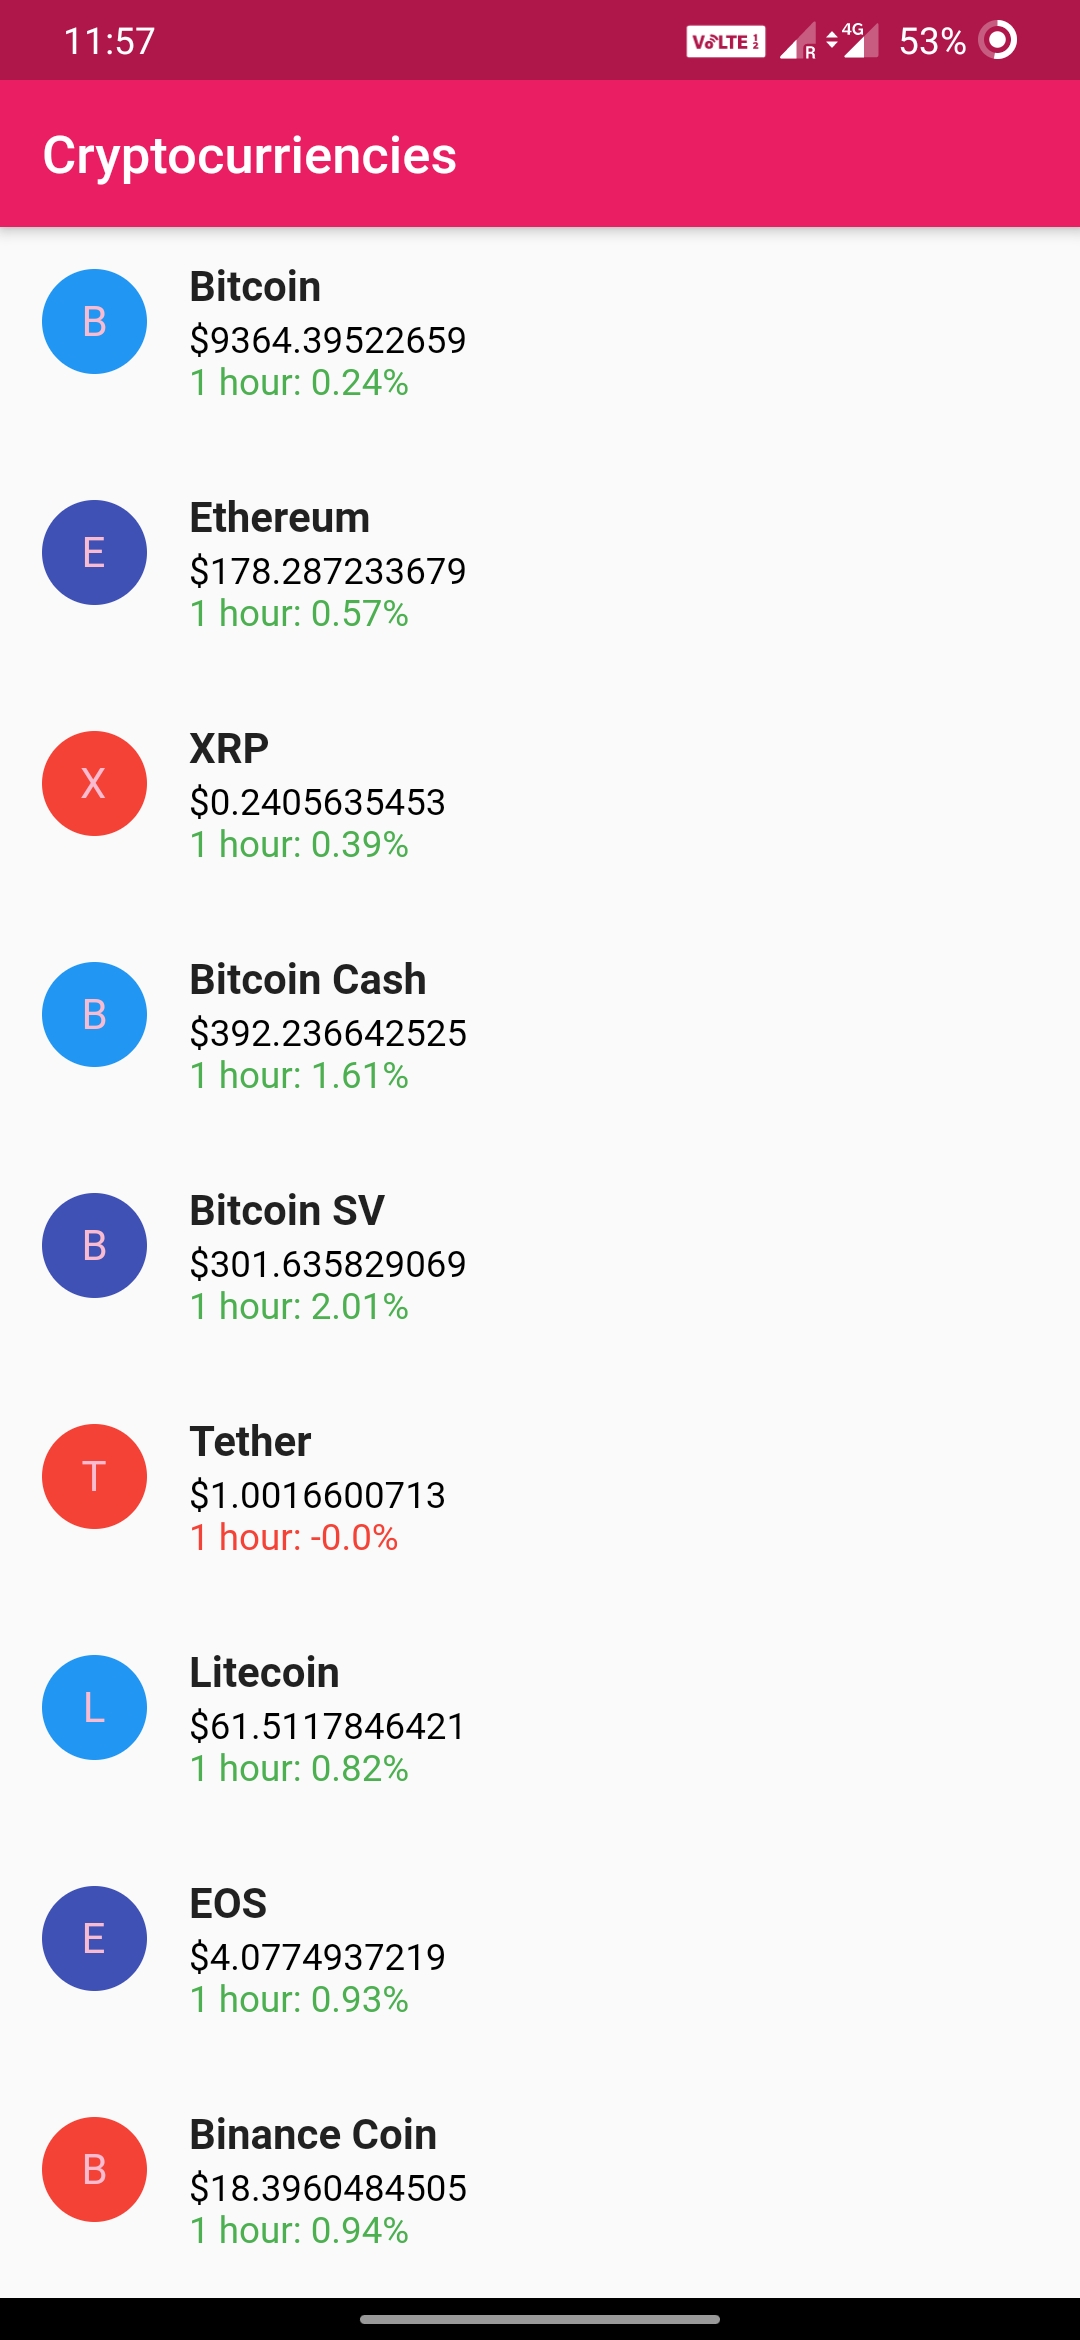 11:57 VoLTE 1 2 R 4G 53%
Cryptocurriencies
B
Bitcoin
$9364.39522659
1 hour: 0.24%
E
Ethereum
$178.287233679
1 hour: 0.57%
X
XRP
$0.2405635453
1 hour: 0.39%
B
Bitcoin Cash
$392.236642525
1 hour: 1.61%
B
Bitcoin SV
$301.635829069
1 hour: 2.01%
T
Tether
$1.0016600713
1 hour: -0.0%
L
Litecoin
$61.5117846421
1 hour: 0.82%
E
EOS
$4.0774937219
1 hour: 0.93%
B
Binance Coin
$18.3960484505
1 hour: 0.94%